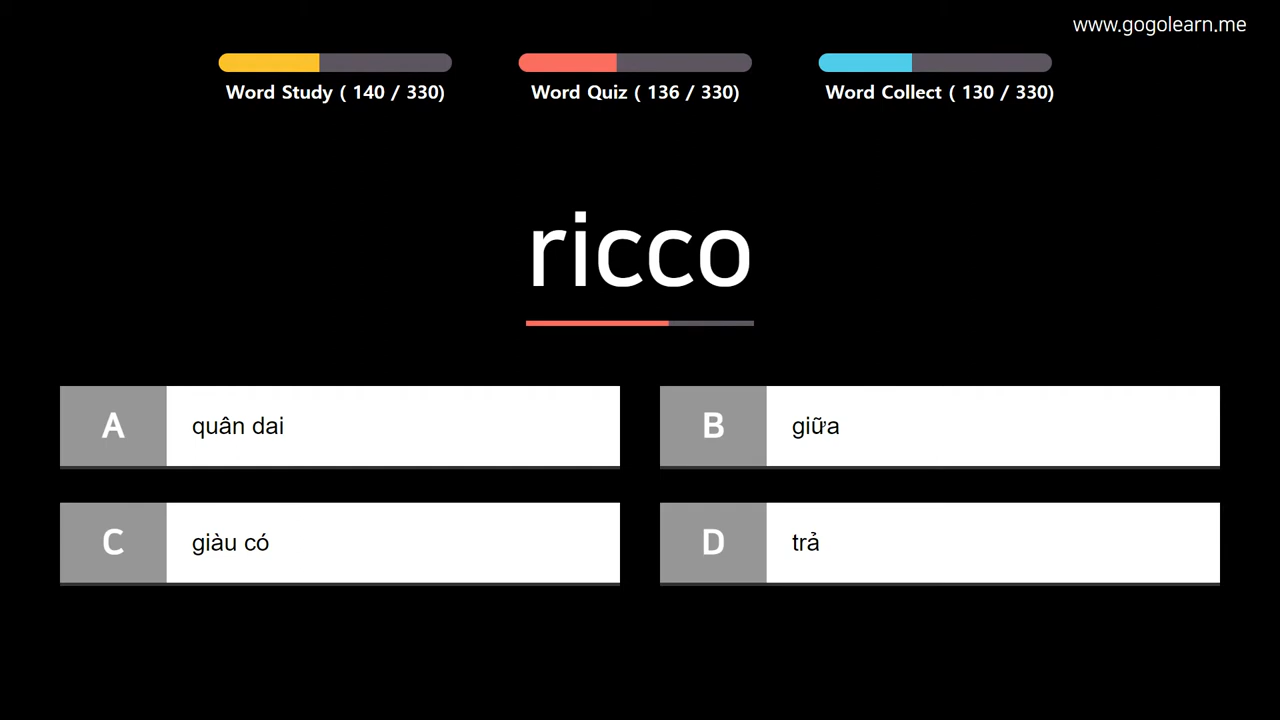 www.gogolearn.me
Word Study ( 140 / 330)
Word Quiz ( 136 / 330)
Word Collect ( 130 / 330)
ricco
A quân dai
B giữa
C giàu có
D trả